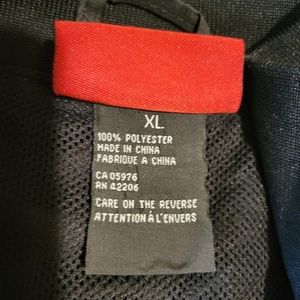 XL
100% POLYESTER
MADE IN CHINA
FABRIQUE A CHINA
CA 05976
RN 42206
CARE ON THE REVERSE
ATTENTION À L'ENVERS